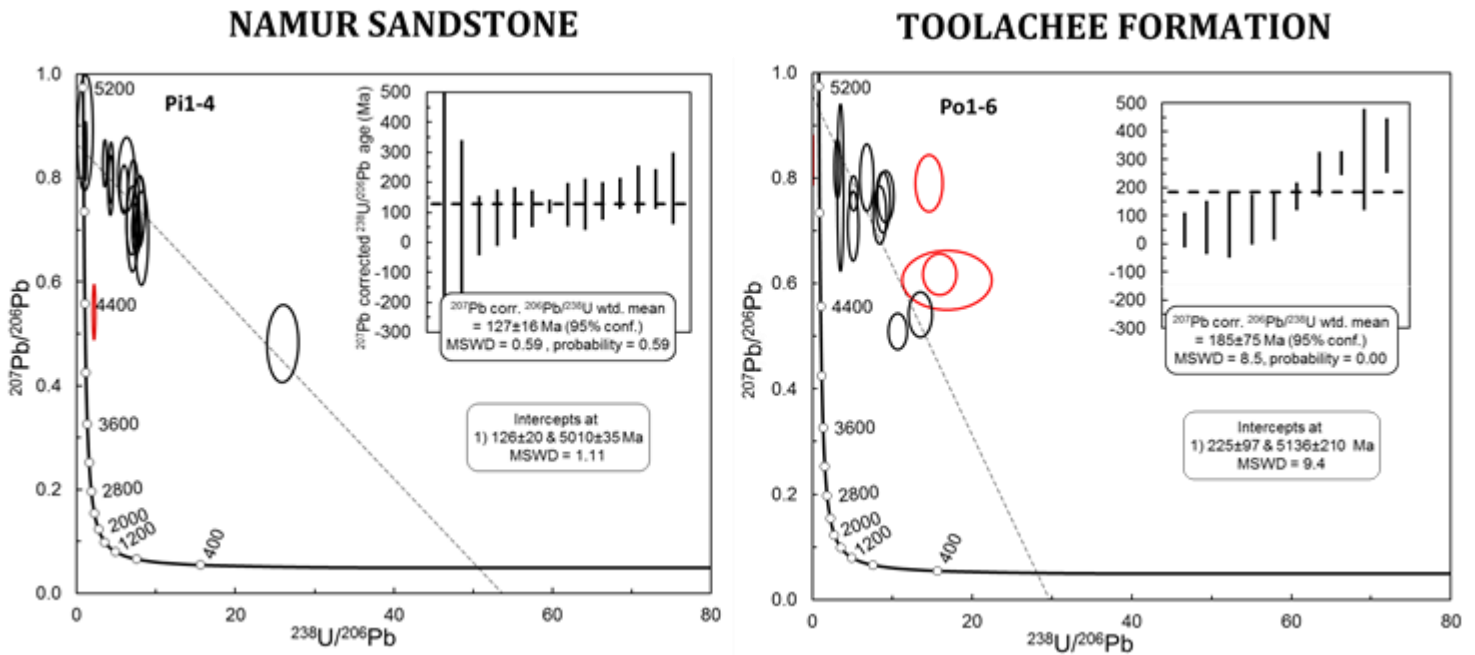 NAMUR SANDSTONE
1.0
0.8
0.6
0.4
0.2
0.0
²⁰⁷Pb/²⁰⁶Pb
0
20
40
60
80
²³⁸U/²⁰⁶Pb
Pi1-4
5200
4400
3600
2800
2000
1200
400
²⁰⁷Pb corrected ²³⁸U/²⁰⁶Pb age (Ma)
500
400
300
200
100
0
-100
-200
-300
²⁰⁷Pb corr. ²⁰⁶Pb/²³⁸U wtd. mean
= 127±16 Ma (95% conf.)
MSWD = 0.59 , probability = 0.59
Intercepts at
1) 126±20 & 5010±35 Ma
MSWD = 1.11
TOOLACHEE FORMATION
1.0
0.8
0.6
0.4
0.2
0.0
²⁰⁷Pb/²⁰⁶Pb
0
20
40
60
80
²³⁸U/²⁰⁶Pb
Po1-6
5200
4400
3600
2800
2000
1200
400
500
400
300
200
100
0
-100
-200
-300
²⁰⁷Pb corr. ²⁰⁶Pb/²³⁸U wtd. mean
= 185±75 Ma (95% conf.)
MSWD = 8.5, probability = 0.00
Intercepts at
1) 225±97 & 5136±210 Ma
MSWD = 9.4